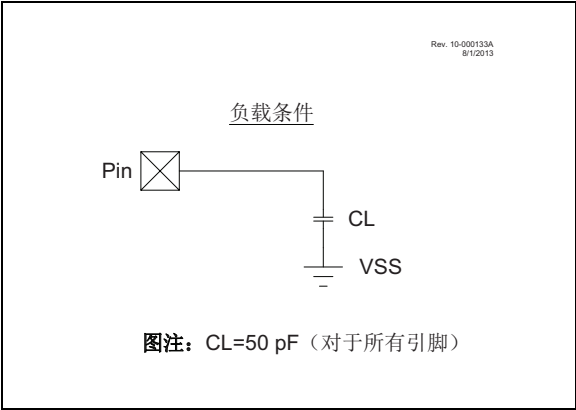 Rev. 10-000133A
8/1/2013
负载条件
Pin
CL
VSS
图注：CL=50 pF（对于所有引脚）